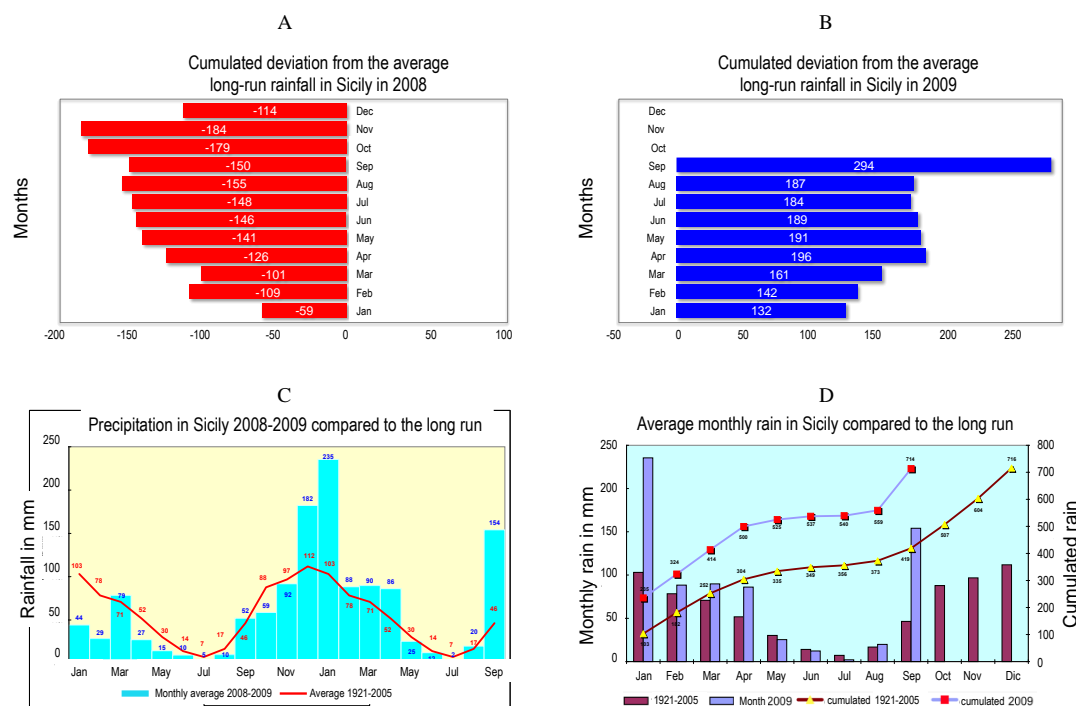 A
Cumulated deviation from the average
long-run rainfall in Sicily in 2008
Months
-114 Dec
-184 Nov
-179 Oct
-150 Sep
-155 Aug
-148 Jul
-146 Jun
-141 May
-126 Apr
-101 Mar
-109 Feb
-59 Jan
-200 -150 -100 -50 0 50 100
B
Cumulated deviation from the average
long-run rainfall in Sicily in 2009
Months
Dec
Nov
Oct
Sep 294
Aug 187
Jul 184
Jun 189
May 191
Apr 196
Mar 161
Feb 142
Jan 132
-50 0 50 100 150 200 250
C
Precipitation in Sicily 2008-2009 compared to the long run
Rainfall in mm
250
200
150
100
50
0
235
182
154
112
103 88 97 103
78 79 92 88 90 86
71 59 78 71
44 52 52 52 46
29 27 30 46 30
15 14 17 25 14 20
10 7 10 7 17
5 2
Jan Mar May Jul Sep Nov Jan Mar May Jul Sep
Monthly average 2008-2009 Average 1921-2005
D
Average monthly rain in Sicily compared to the long run
Monthly rain in mm
250
200
150
100
50
0
Cumulated rain
800
700
600
500
400
300
200
100
0
235 324 414 500 525 537 540 559 714
103 182 252 304 335 349 356 373 419 507 604 716
Jan Feb Mar Apr May Jun Jul Aug Sep Oct Nov Dic
1921-2005 Month 2009 cumulated 1921-2005 cumulated 2009